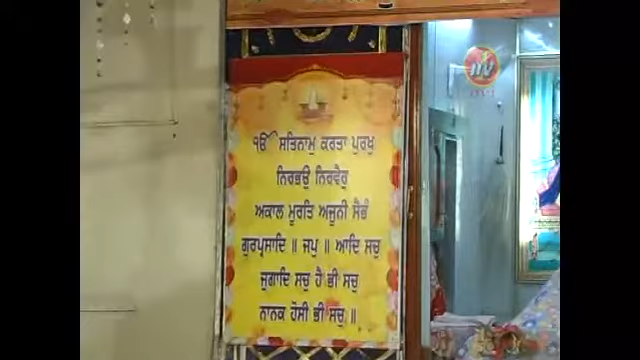 ੴ ਸਤਿਨਾਮੁ ਕਰਤਾ ਪੁਰਖੁ
ਨਿਰਭਉ ਨਿਰਵੈਰੁ
ਅਕਾਲ ਮੂਰਤਿ ਅਜੂਨੀ ਸੈਭੰ
ਗੁਰਪ੍ਰਸਾਦਿ ॥ ਜਪੁ ॥ ਆਦਿ ਸਚੁ
ਜੁਗਾਦਿ ਸਚੁ ਹੈ ਭੀ ਸਚੁ
ਨਾਨਕ ਹੋਸੀ ਭੀ ਸਚੁ ॥